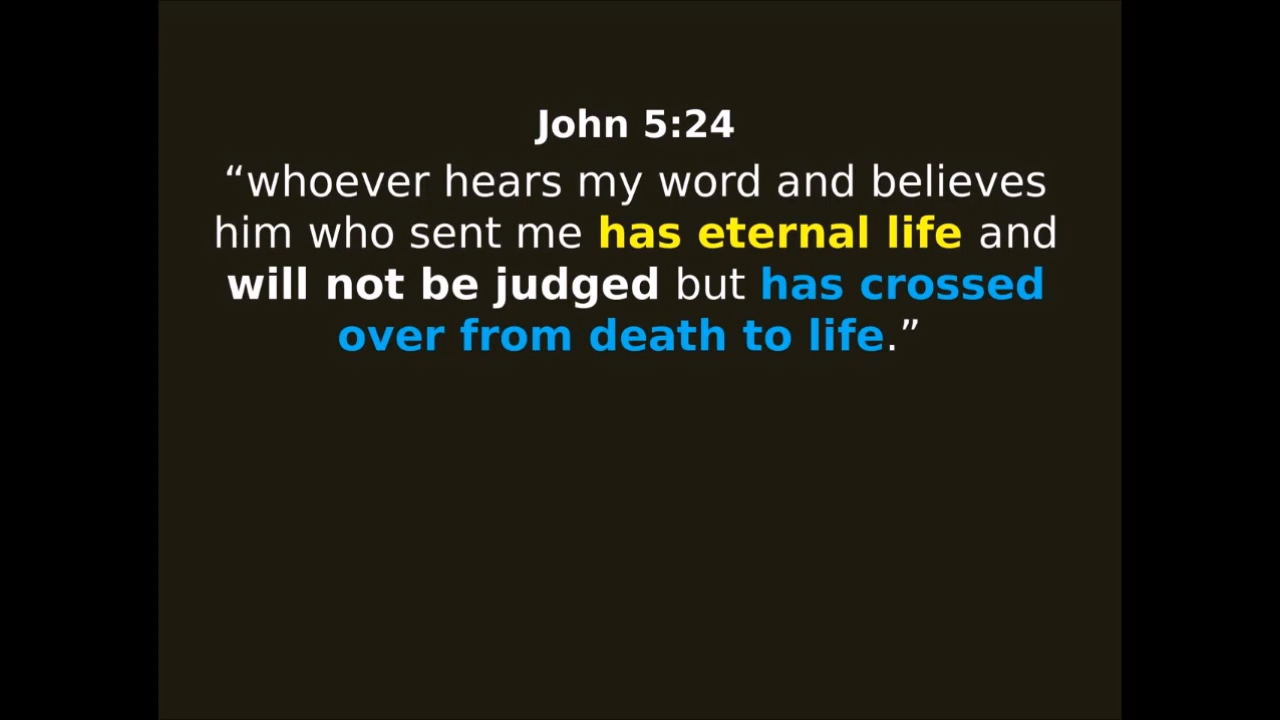 John 5:24
“whoever hears my word and believes
him who sent me has eternal life and
will not be judged but has crossed
over from death to life.”